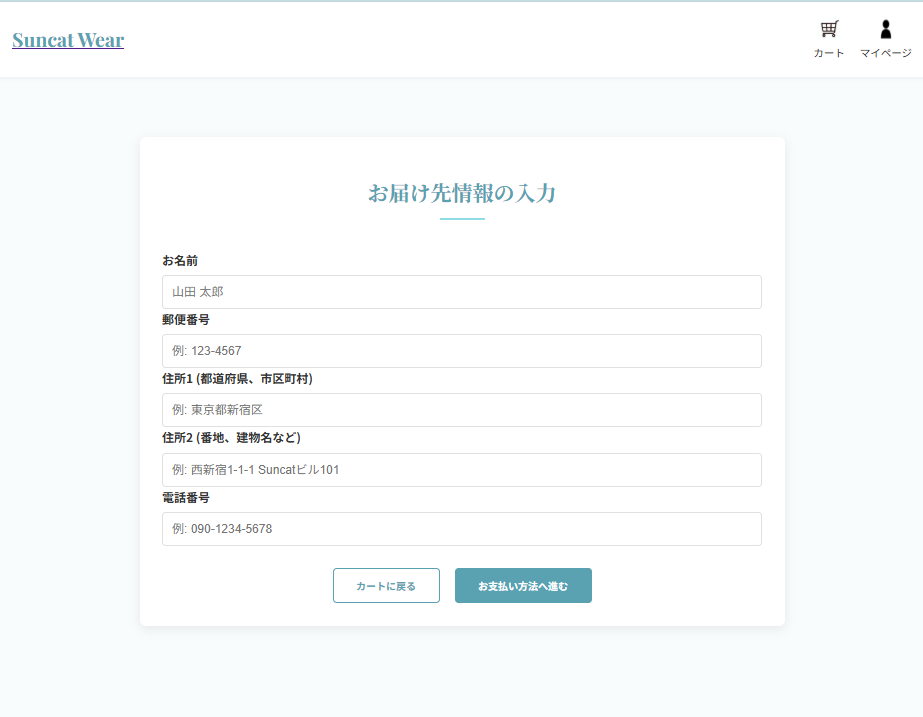 Suncat Wear
カート
マイページ
お届け先情報の入力
お名前
山田 太郎
郵便番号
例: 123-4567
住所1 (都道府県、市区町村)
例: 東京都新宿区
住所2 (番地、建物名など)
例: 西新宿1-1-1 Suncatビル101
電話番号
例: 090-1234-5678
カートに戻る
お支払い方法へ進む